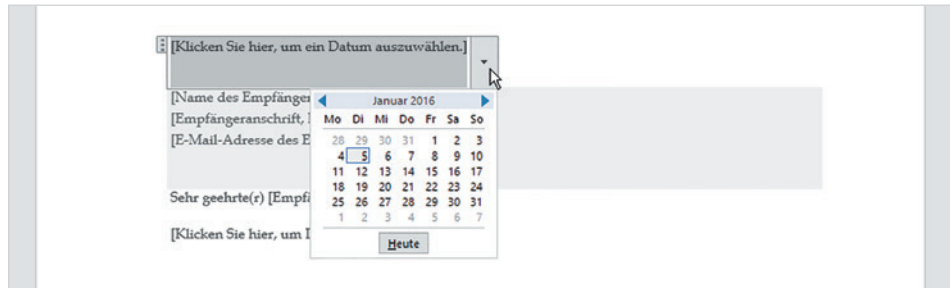 [Klicken Sie hier, um ein Datum auszuwählen.]
[Name des Empfänger
[Empfängeranschrift,
[E-Mail-Adresse des E
Sehr geehrte(r) [Empf
[Klicken Sie hier, um
Januar 2016
Mo Di Mi Do Fr Sa So
28 29 30 31 1 2 3
4 5 6 7 8 9 10
11 12 13 14 15 16 17
18 19 20 21 22 23 24
25 26 27 28 29 30 31
1 2 3 4 5 6 7
Heute